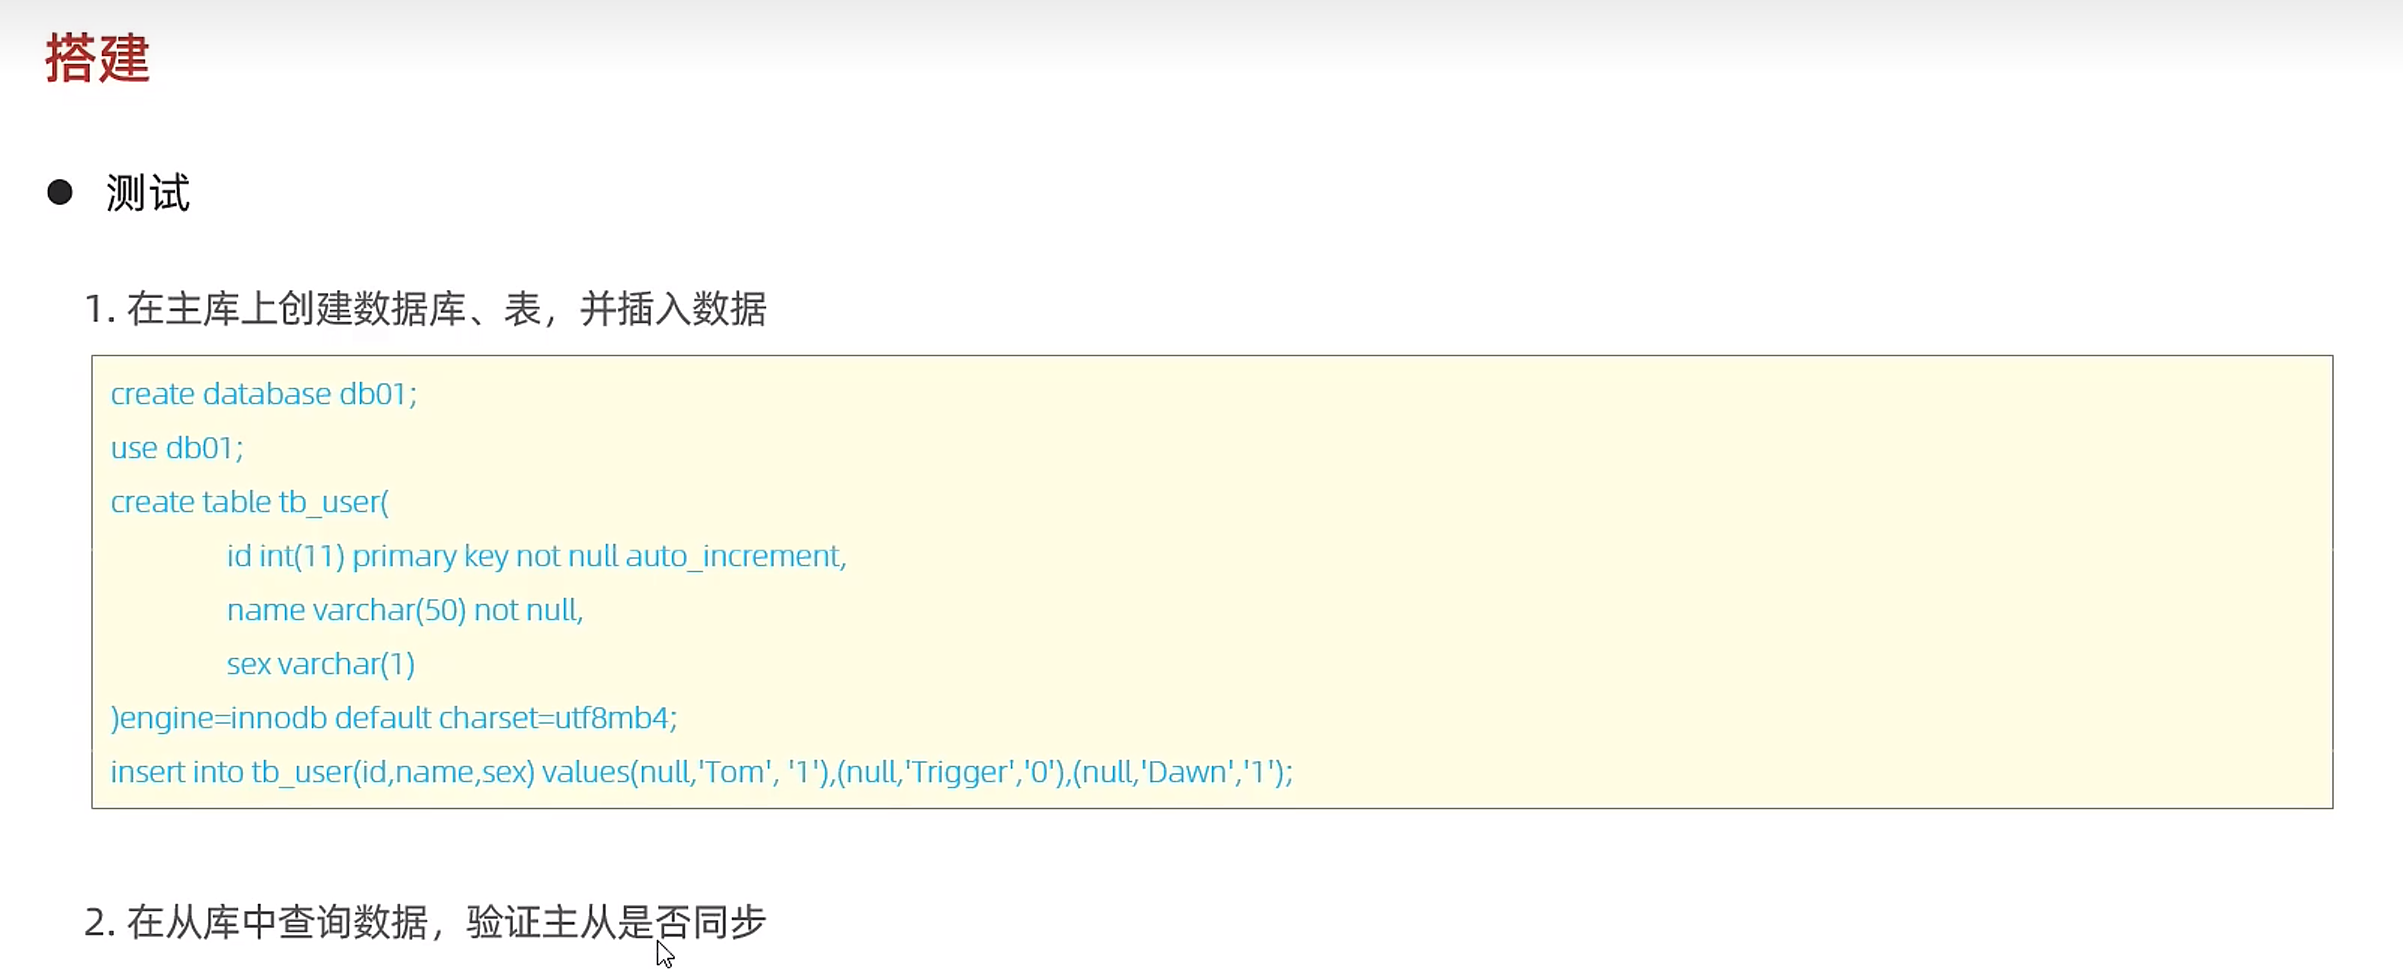 搭建
● 测试
1. 在主库上创建数据库、表，并插入数据
create database db01;
use db01;
create table tb_user(
id int(11) primary key not null auto_increment,
name varchar(50) not null,
sex varchar(1)
)engine=innodb default charset=utf8mb4;
insert into tb_user(id,name,sex) values(null,'Tom', '1'),(null,'Trigger','0'),(null,'Dawn','1');
2. 在从库中查询数据，验证主从是否同步